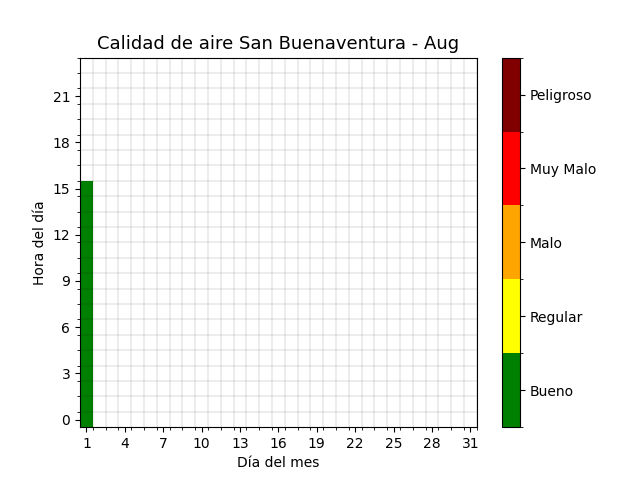 Calidad de aire San Buenaventura - Aug
Hora del día
21
18
15
12
9
6
3
0
1 4 7 10 13 16 19 22 25 28 31
Día del mes
Peligroso
Muy Malo
Malo
Regular
Bueno